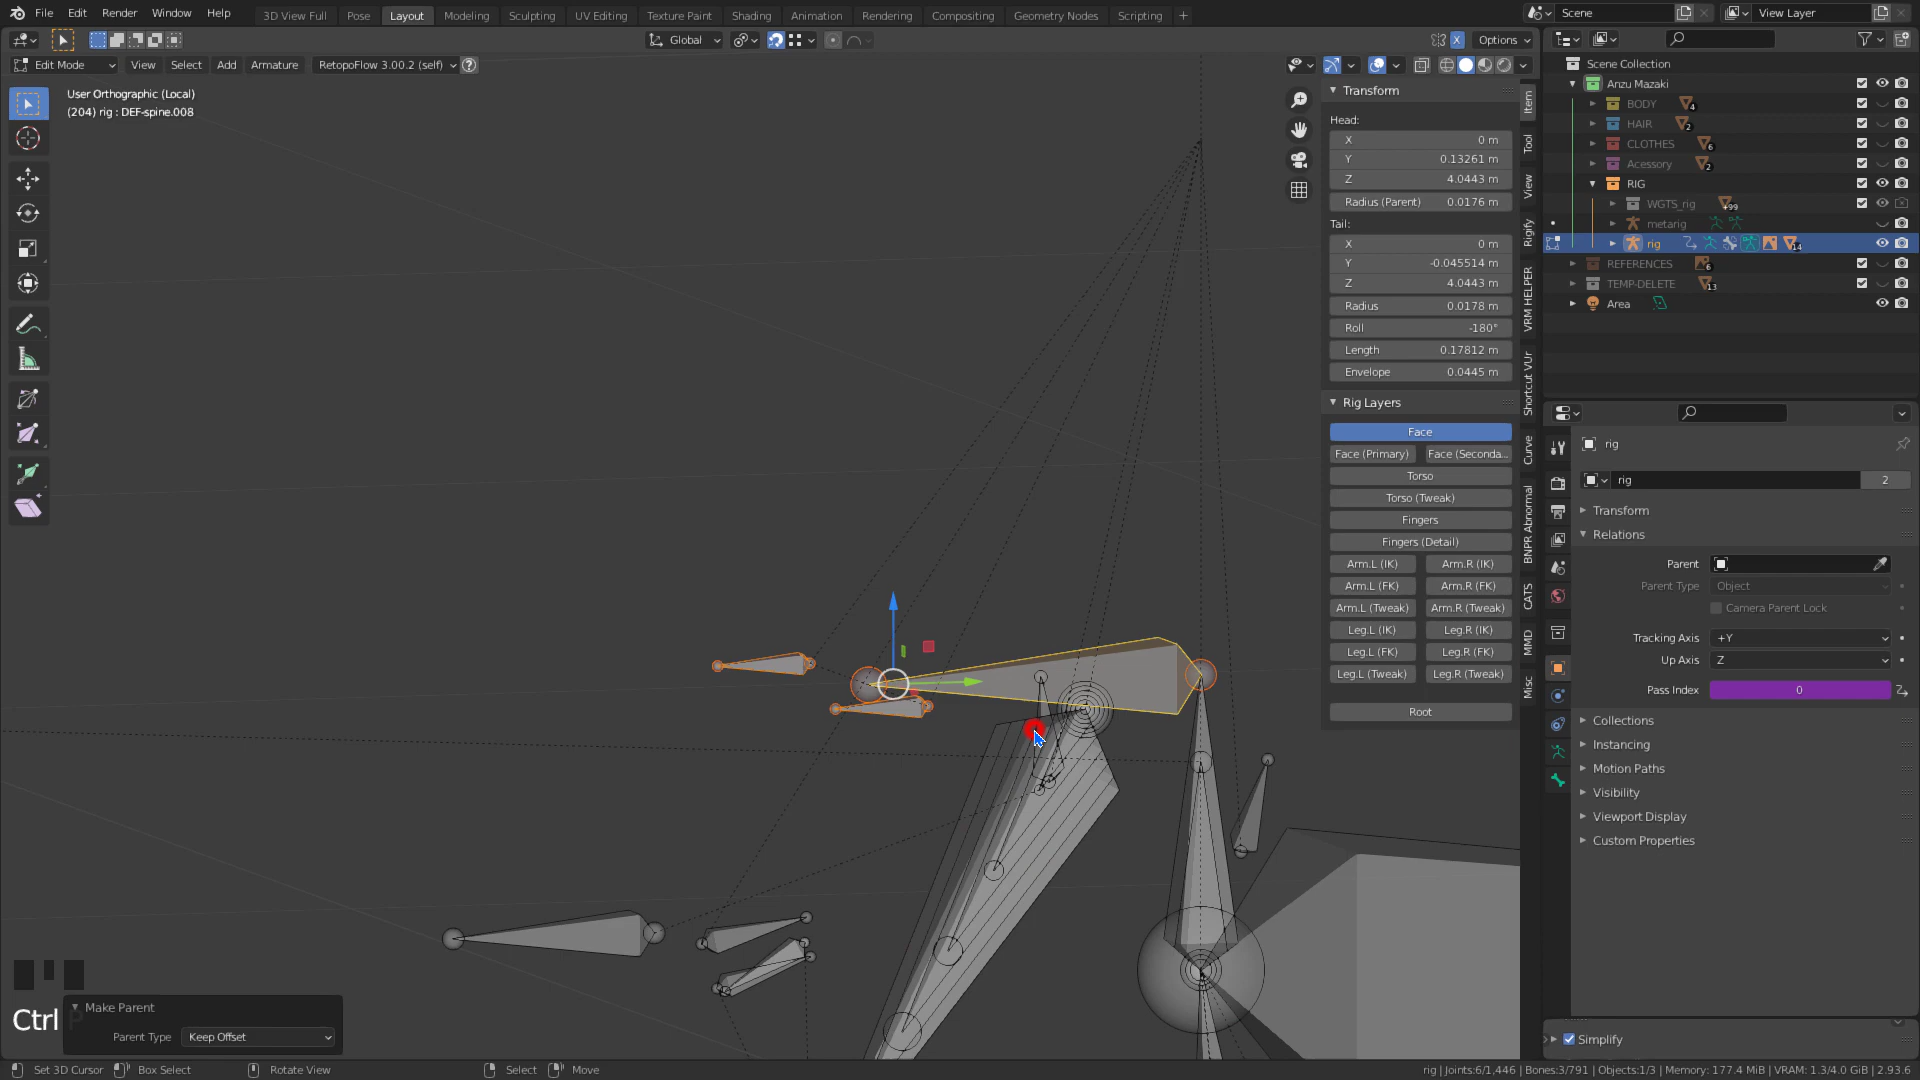 File Edit Render Window Help
3D View Full Pose Layout Modeling Sculpting UV Editing Texture Paint Shading Animation Rendering Compositing Geometry Nodes Scripting +
Scene View Layer
Global X Options
Edit Mode View Select Add Armature RetopoFlow 3.00.2 (self) ?
User Orthographic (Local)
(204) rig : DEF-spine.008
Transform
Head:
X 0 m
Y 0.13261 m
Z 4.0443 m
Radius (Parent) 0.0176 m
Tail:
X 0 m
Y -0.045514 m
Z 4.0443 m
Radius 0.0178 m
Roll -180°
Length 0.17812 m
Envelope 0.0445 m
Rig Layers
Face
Face (Primary) Face (Seconda...
Torso
Torso (Tweak)
Fingers
Fingers (Detail)
Arm.L (IK) Arm.R (IK)
Arm.L (FK) Arm.R (FK)
Arm.L (Tweak) Arm.R (Tweak)
Leg.L (IK) Leg.R (IK)
Leg.L (FK) Leg.R (FK)
Leg.L (Tweak) Leg.R (Tweak)
Root
Item
Tool
View
Rigify
VRM HELPER
Shortcut VUr
Curve
BNPR Abnormal
CATS
MMD
Misc
Scene Collection
Anzu Mazaki
BODY 4
HAIR 2
CLOTHES 6
Acessory 2
RIG
WGTS_rig +99
metarig
rig 14
REFERENCES 6
TEMP-DELETE 13
Area
rig
rig 2
Transform
Relations
Parent
Parent Type Object
Camera Parent Lock
Tracking Axis +Y
Up Axis Z
Pass Index 0
Collections
Instancing
Motion Paths
Visibility
Viewport Display
Custom Properties
Simplify
Ctrl P
Make Parent
Parent Type Keep Offset
Set 3D Cursor Box Select Rotate View Select Move
rig | Joints:6/1,446 | Bones:3/791 | Objects:1/3 | Memory: 177.4 MiB | VRAM: 1.3/4.0 GiB | 2.93.6